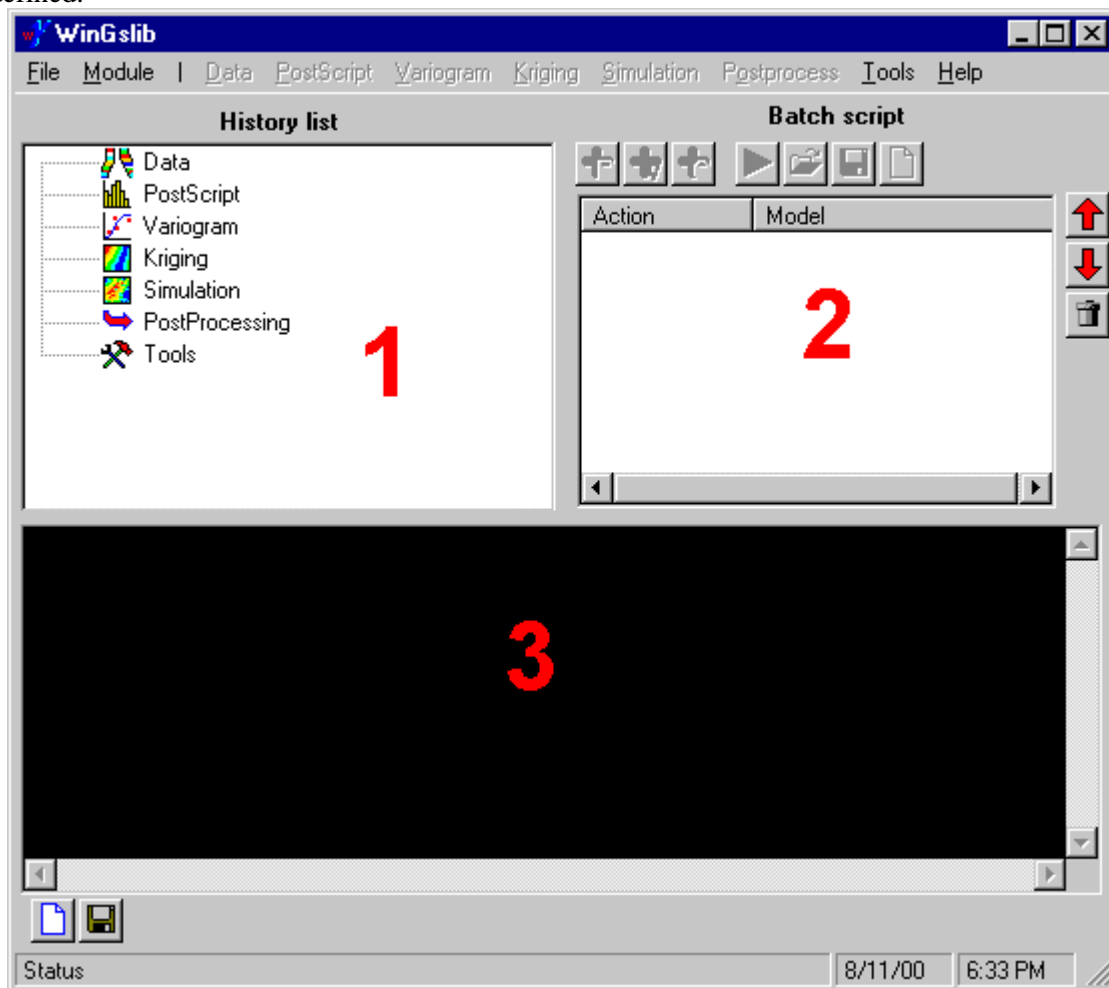 WinGslib
File Module | Data PostScript Variogram Kriging Simulation Postprocess Tools Help
History list
Batch script
Data
PostScript
Variogram
Kriging
Simulation
PostProcessing
Tools
1
Action Model
2
3
Status 8/11/00 6:33 PM